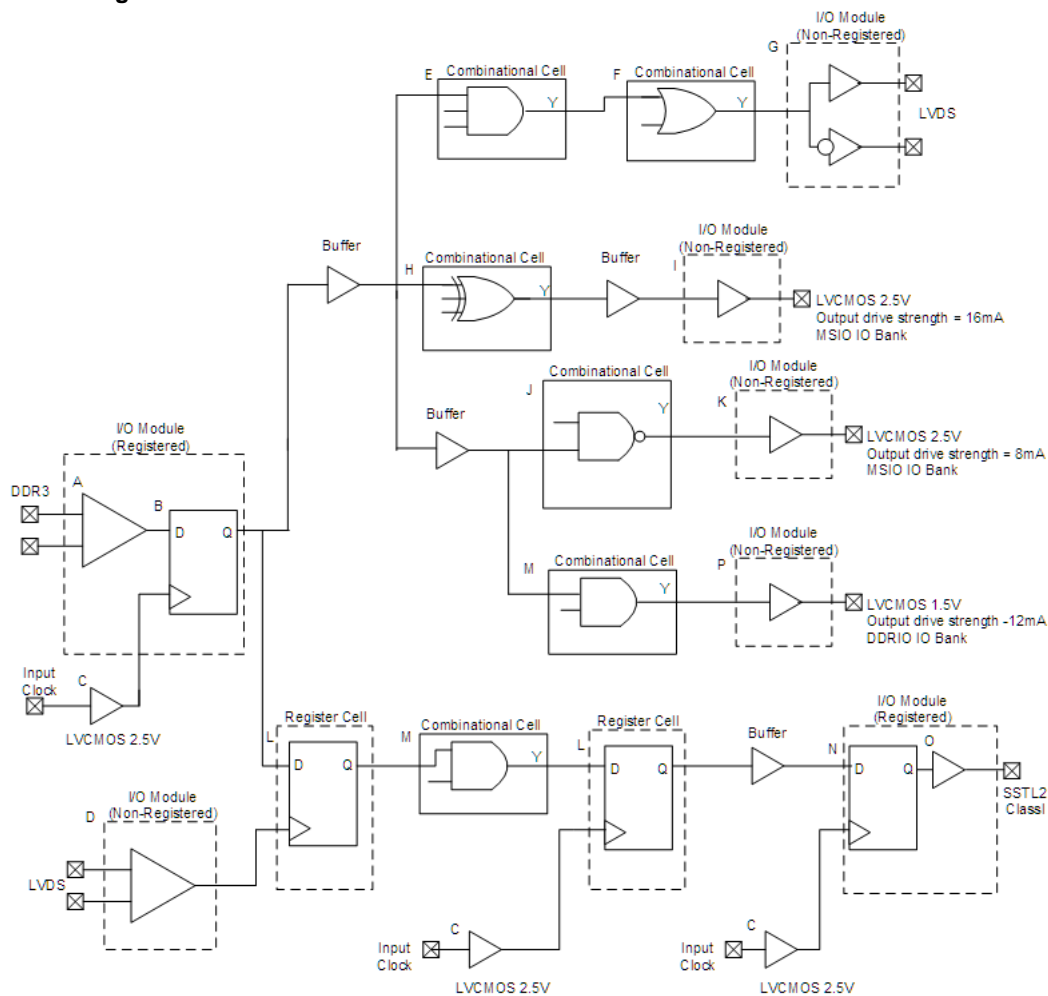 I/O Module
(Non-Registered)
G
E
Combinational Cell
Y
F
Combinational Cell
Y
LVDS
Buffer
H
Combinational Cell
Y
Buffer
I/O Module
(Non-Registered)
I
LVCMOS 2.5V
Output drive strength = 16mA
MSIO IO Bank
Buffer
Combinational Cell
J
Y
I/O Module
(Non-Registered)
K
LVCMOS 2.5V
Output drive strength = 8mA
MSIO IO Bank
I/O Module
(Registered)
DDR3
A
B
D
Q
Combinational Cell
M
Y
I/O Module
(Non-Registered)
P
LVCMOS 1.5V
Output drive strength -12mA
DDRIO IO Bank
Input
Clock
C
LVCMOS 2.5V
Register Cell
L
D
Q
Combinational Cell
M
Y
Register Cell
L
D
Q
Buffer
I/O Module
(Registered)
N
D
Q
O
SSTL2
ClassI
I/O Module
(Non-Registered)
D
LVDS
Input
Clock
C
LVCMOS 2.5V
Input
Clock
C
LVCMOS 2.5V